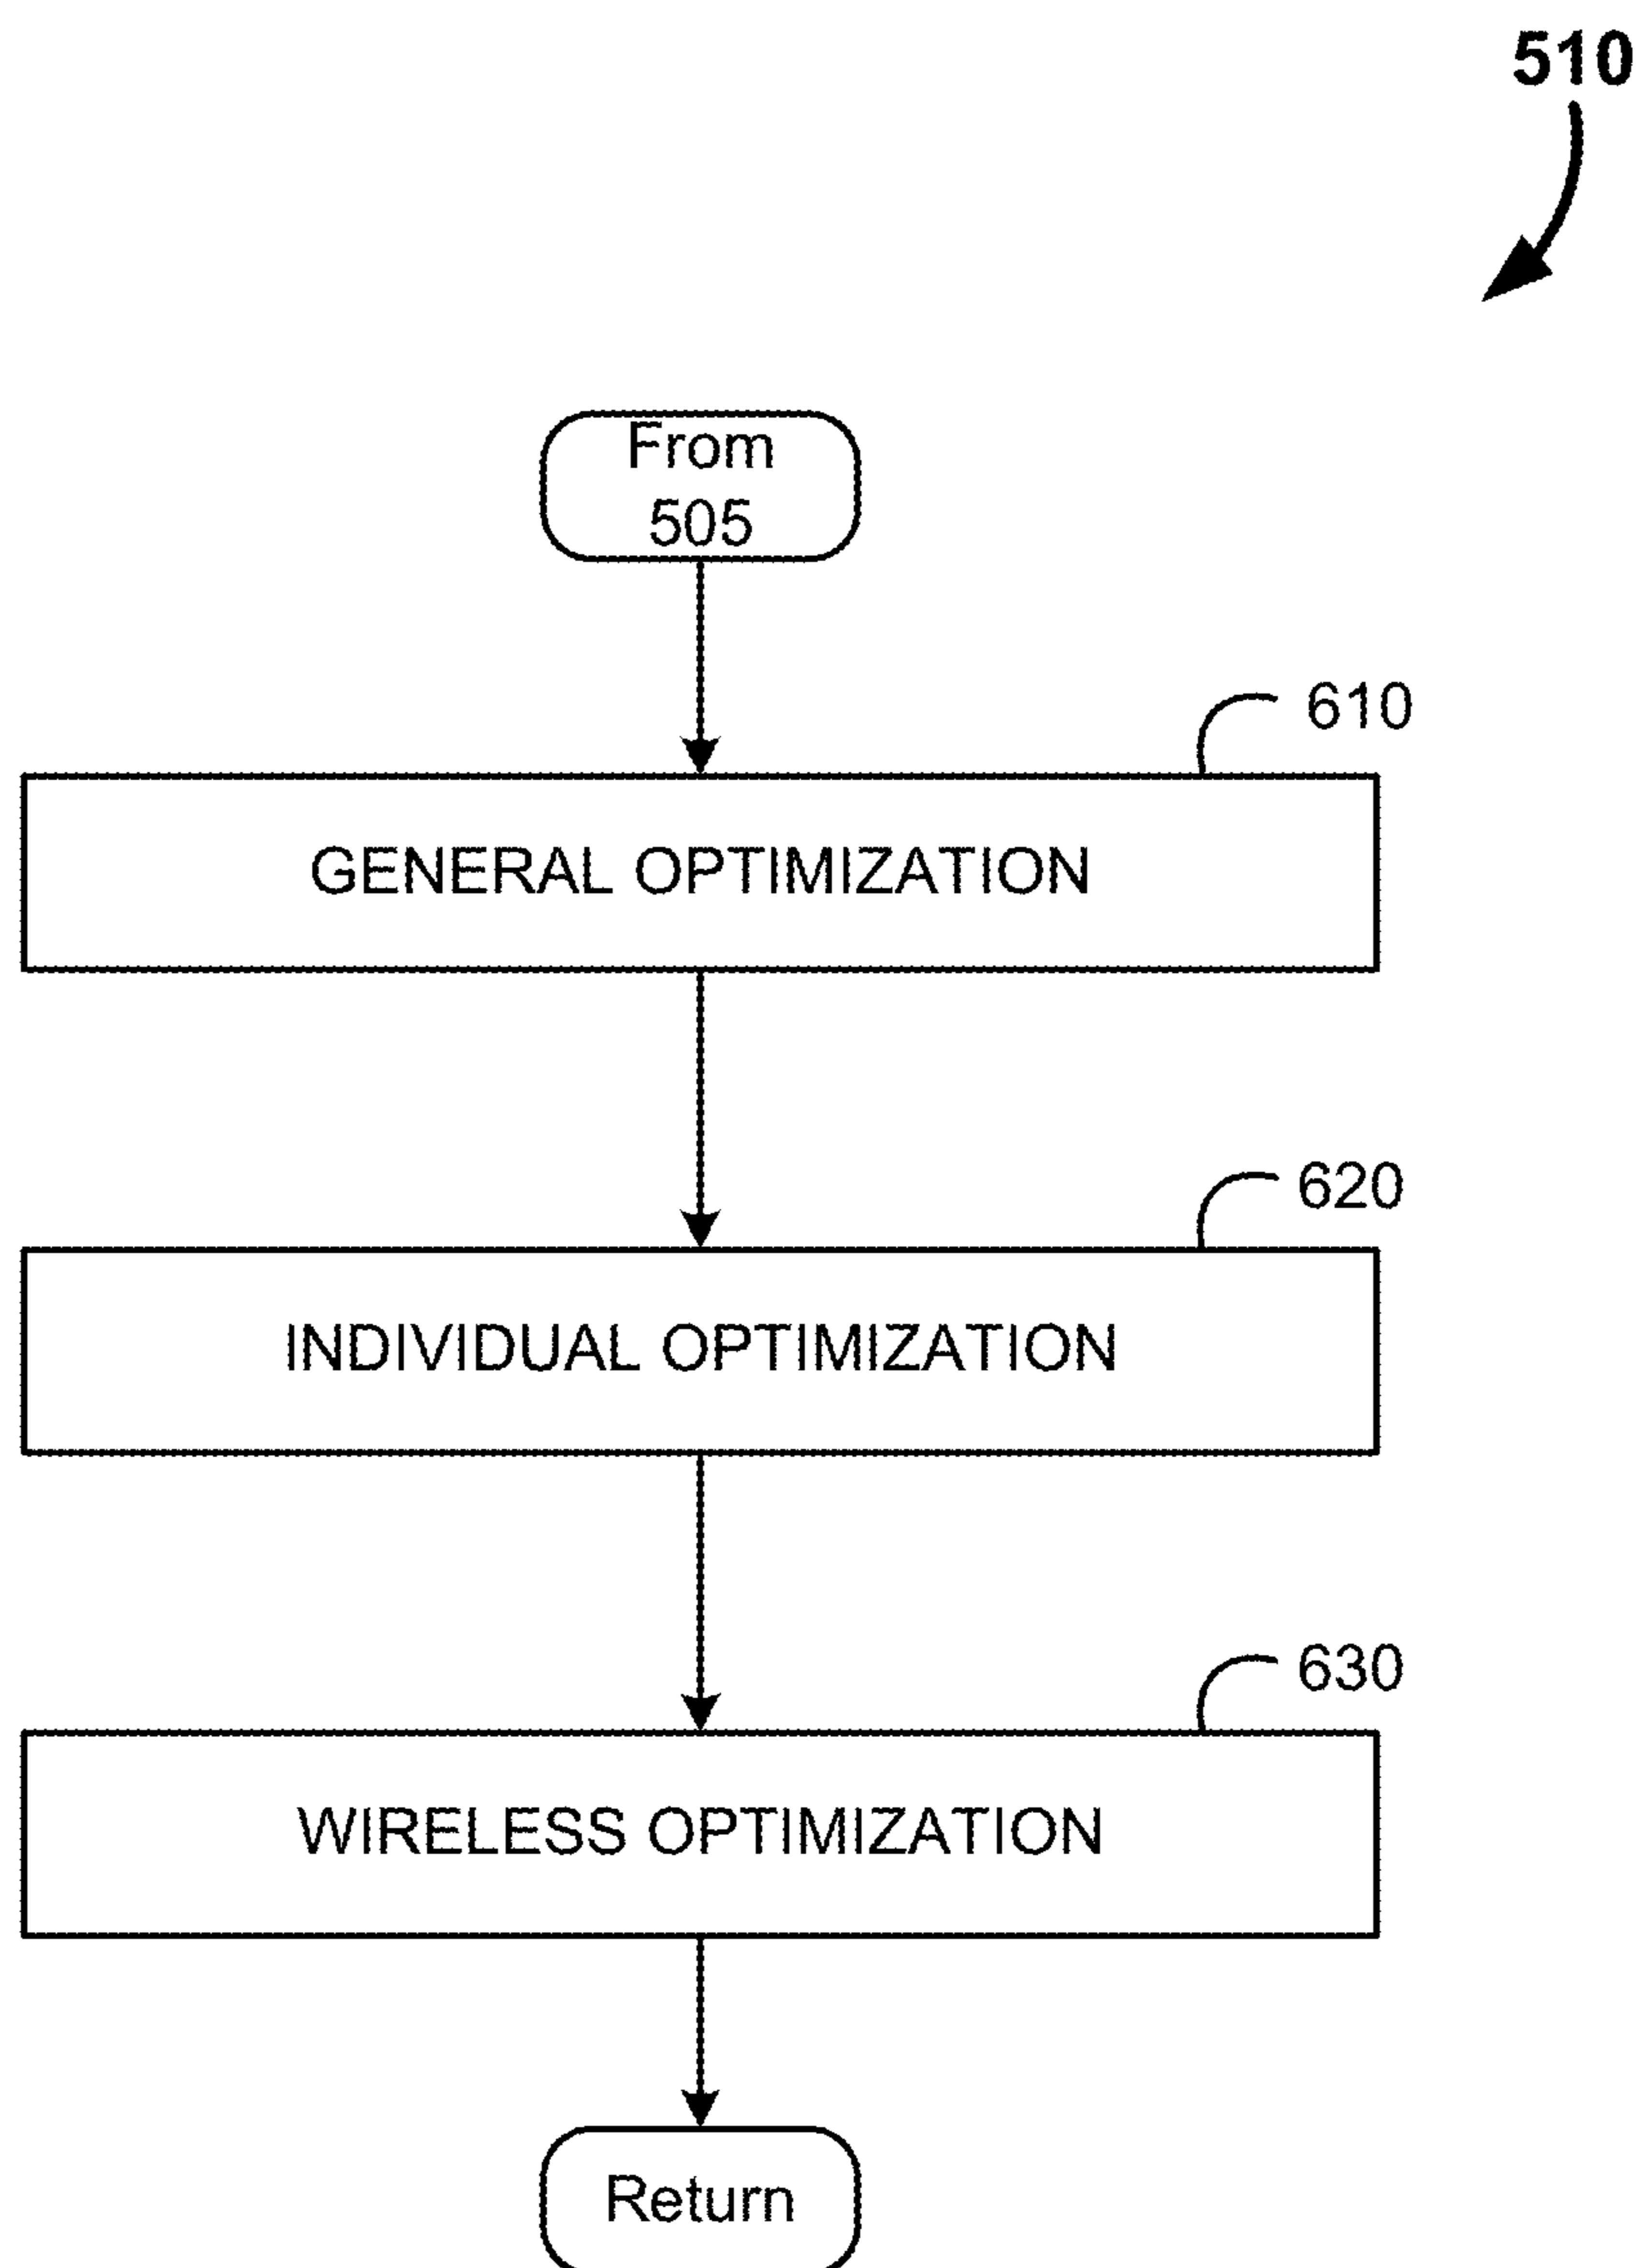 510
From
505
610
GENERAL OPTIMIZATION
620
INDIVIDUAL OPTIMIZATION
630
WIRELESS OPTIMIZATION
Return